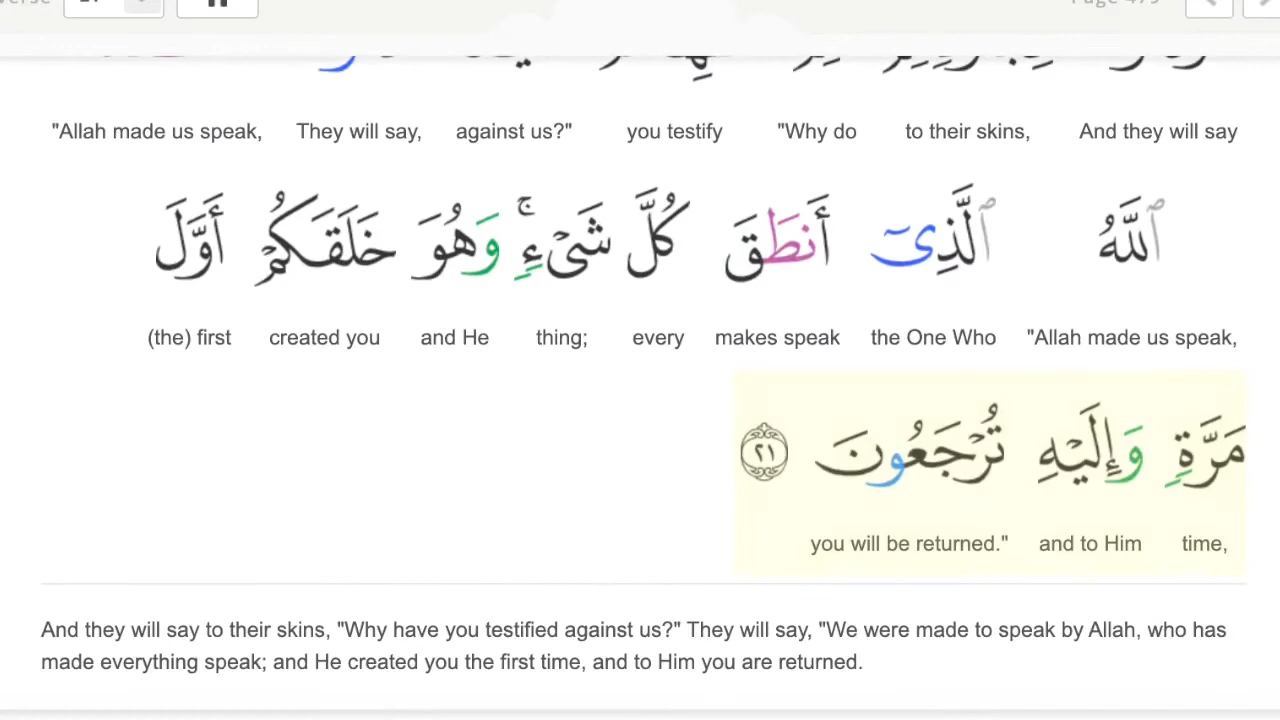 "Allah made us speak, They will say, against us?" you testify "Why do to their skins, And they will say
ٱللَّهُ ٱلَّذِىٓ أَنطَقَ كُلَّ شَىْءٍ ۚ وَهُوَ خَلَقَكُمْ أَوَّلَ
(the) first created you and He thing; every makes speak the One Who "Allah made us speak,
مَرَّةٍ وَإِلَيْهِ تُرْجَعُونَ ٢١
you will be returned." and to Him time,
And they will say to their skins, "Why have you testified against us?" They will say, "We were made to speak by Allah, who has
made everything speak; and He created you the first time, and to Him you are returned.